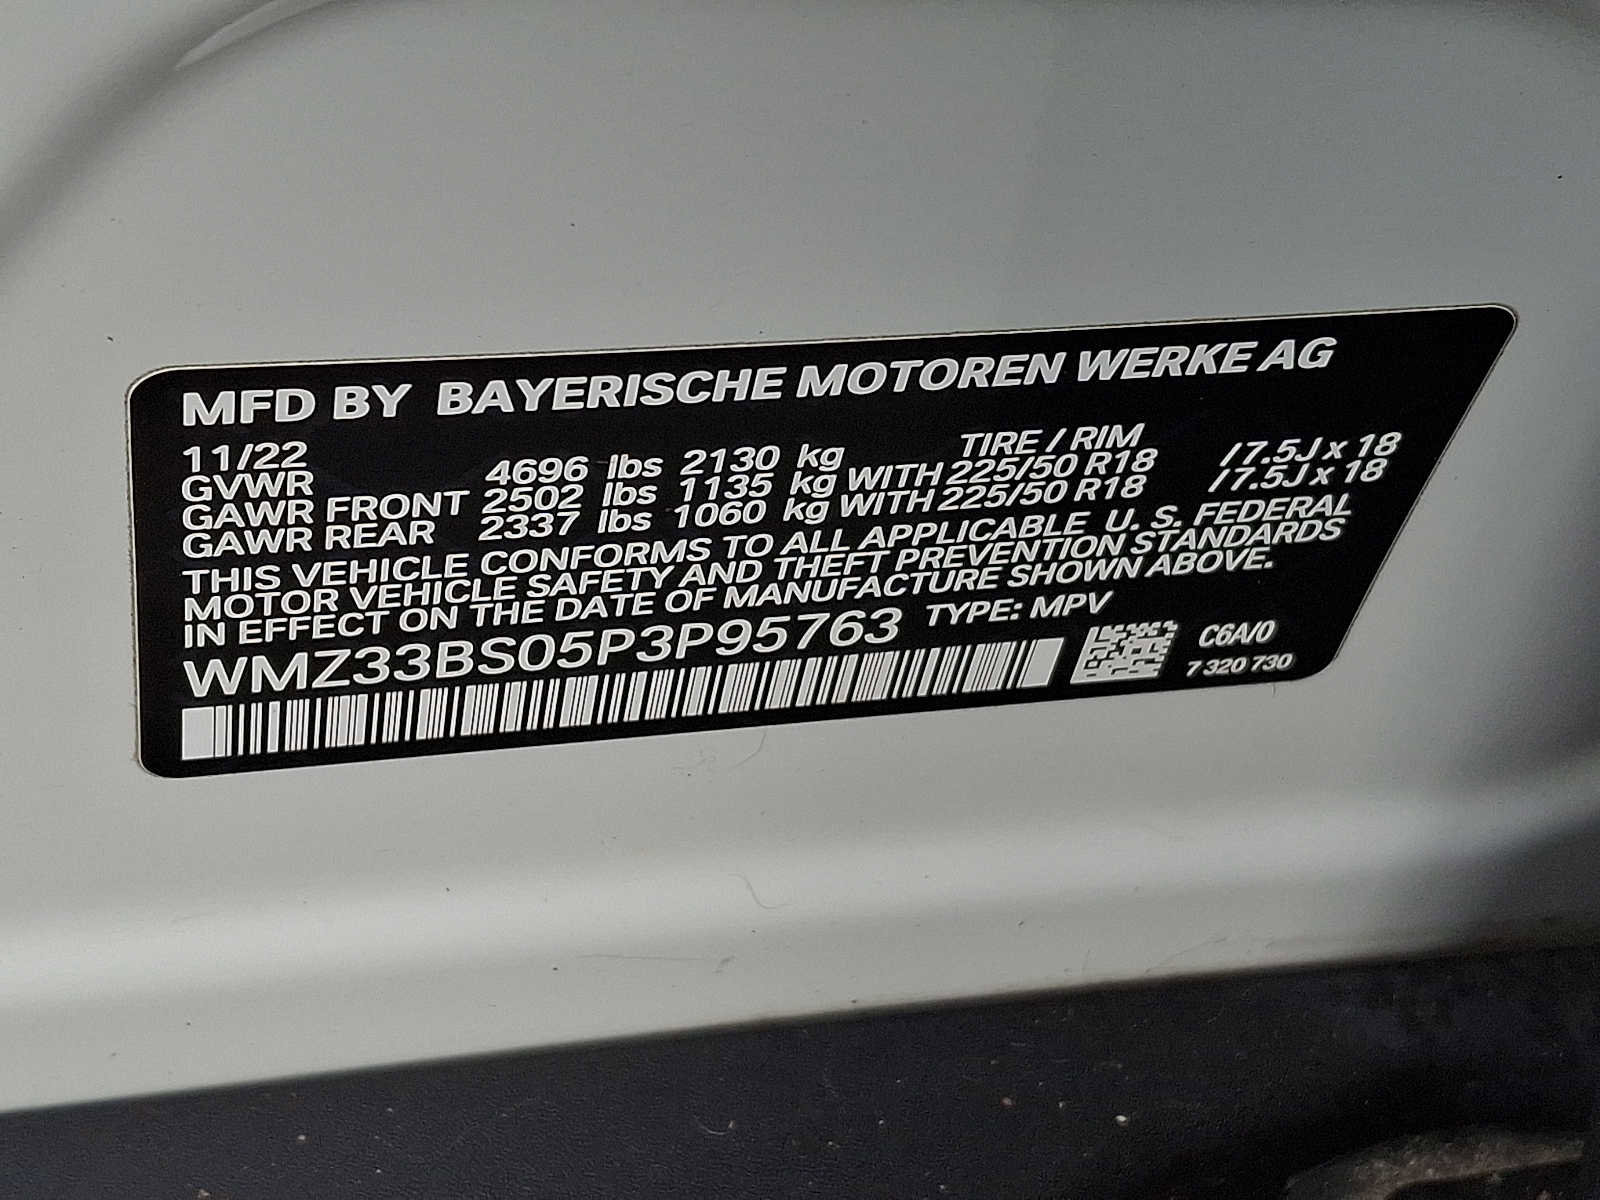 MFD BY BAYERISCHE MOTOREN WERKE AG
11/22 TIRE / RIM
GVWR 4696 lbs 2130 kg
GAWR FRONT 2502 lbs 1135 kg WITH 225/50 R18 /7.5J x 18
GAWR REAR 2337 lbs 1060 kg WITH 225/50 R18 /7.5J x 18
THIS VEHICLE CONFORMS TO ALL APPLICABLE U. S. FEDERAL
MOTOR VEHICLE SAFETY AND THEFT PREVENTION STANDARDS
IN EFFECT ON THE DATE OF MANUFACTURE SHOWN ABOVE.
WMZ33BS05P3P95763 TYPE: MPV
C6A/0
7 320 730